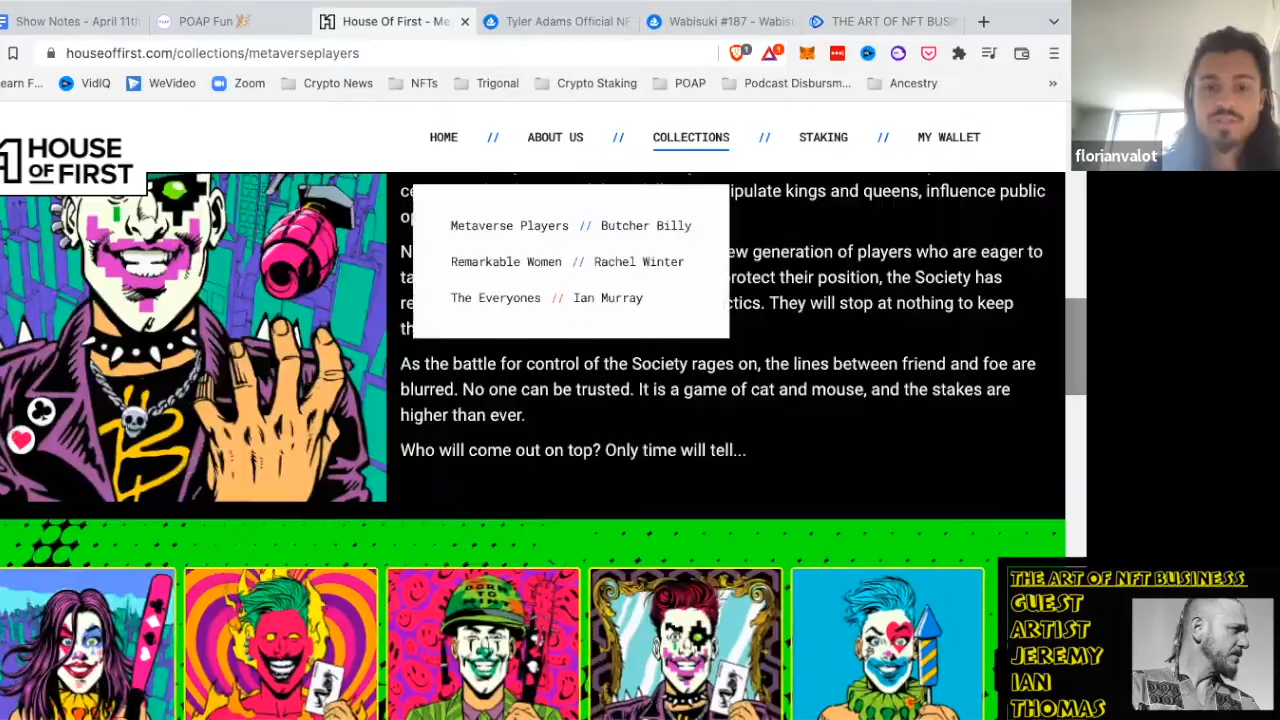 Show Notes - April 11th
POAP Fun
House Of First - Me
Tyler Adams Official NF
Wabisuki #187 - Wabis
THE ART OF NFT BUSI
houseoffirst.com/collections/metaverseplayers
earn F...
VidIQ
WeVideo
Zoom
Crypto News
NFTs
Trigonal
Crypto Staking
POAP
Podcast Disbursm...
Ancestry
HOUSE
OF FIRST
HOME // ABOUT US // COLLECTIONS // STAKING // MY WALLET
florianvalot
ipulate kings and queens, influence public
Metaverse Players // Butcher Billy
Remarkable Women // Rachel Winter
The Everyones // Ian Murray
ew generation of players who are eager to
rotect their position, the Society has
ctics. They will stop at nothing to keep
As the battle for control of the Society rages on, the lines between friend and foe are
blurred. No one can be trusted. It is a game of cat and mouse, and the stakes are
higher than ever.
Who will come out on top? Only time will tell...
THE ART OF NFT BUSINESS
GUEST
ARTIST
JEREMY
IAN
THOMAS